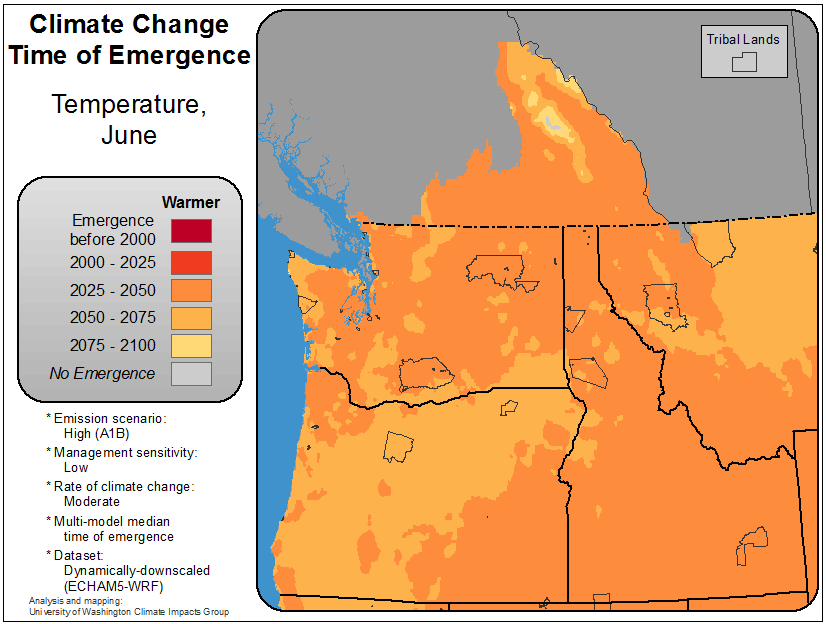 Climate Change
Time of Emergence
Temperature,
June
Warmer
Emergence
before 2000
2000 - 2025
2025 - 2050
2050 - 2075
2075 - 2100
No Emergence
* Emission scenario:
High (A1B)
* Management sensitivity:
Low
* Rate of climate change:
Moderate
* Multi-model median
time of emergence
* Dataset:
Dynamically-downscaled
(ECHAM5-WRF)
Analysis and mapping:
University of Washington Climate Impacts Group
Tribal Lands